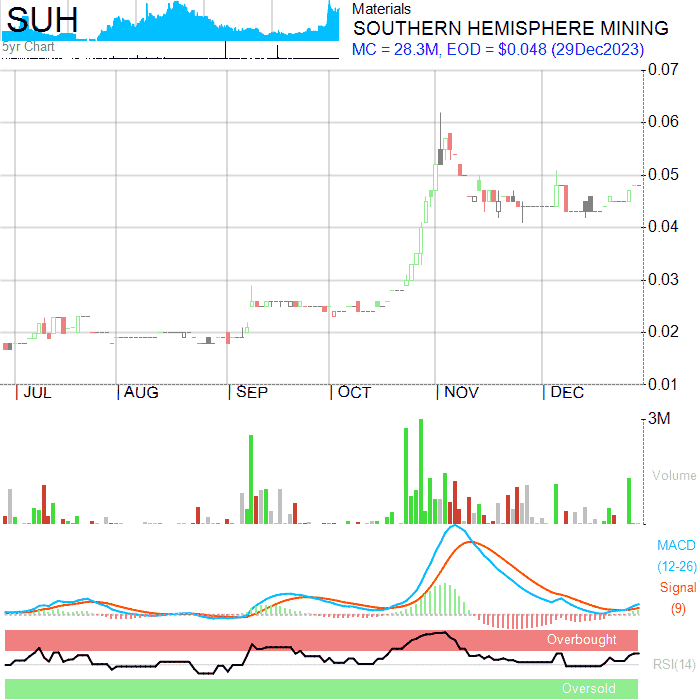 SUH
5yr Chart
Materials
SOUTHERN HEMISPHERE MINING
MC = 28.3M, EOD = $0.048 (29Dec2023)
0.07
0.06
0.05
0.04
0.03
0.02
0.01
JUL AUG SEP OCT NOV DEC
3M
Volume
MACD
(12-26)
Signal
(9)
Overbought
RSI(14)
Oversold